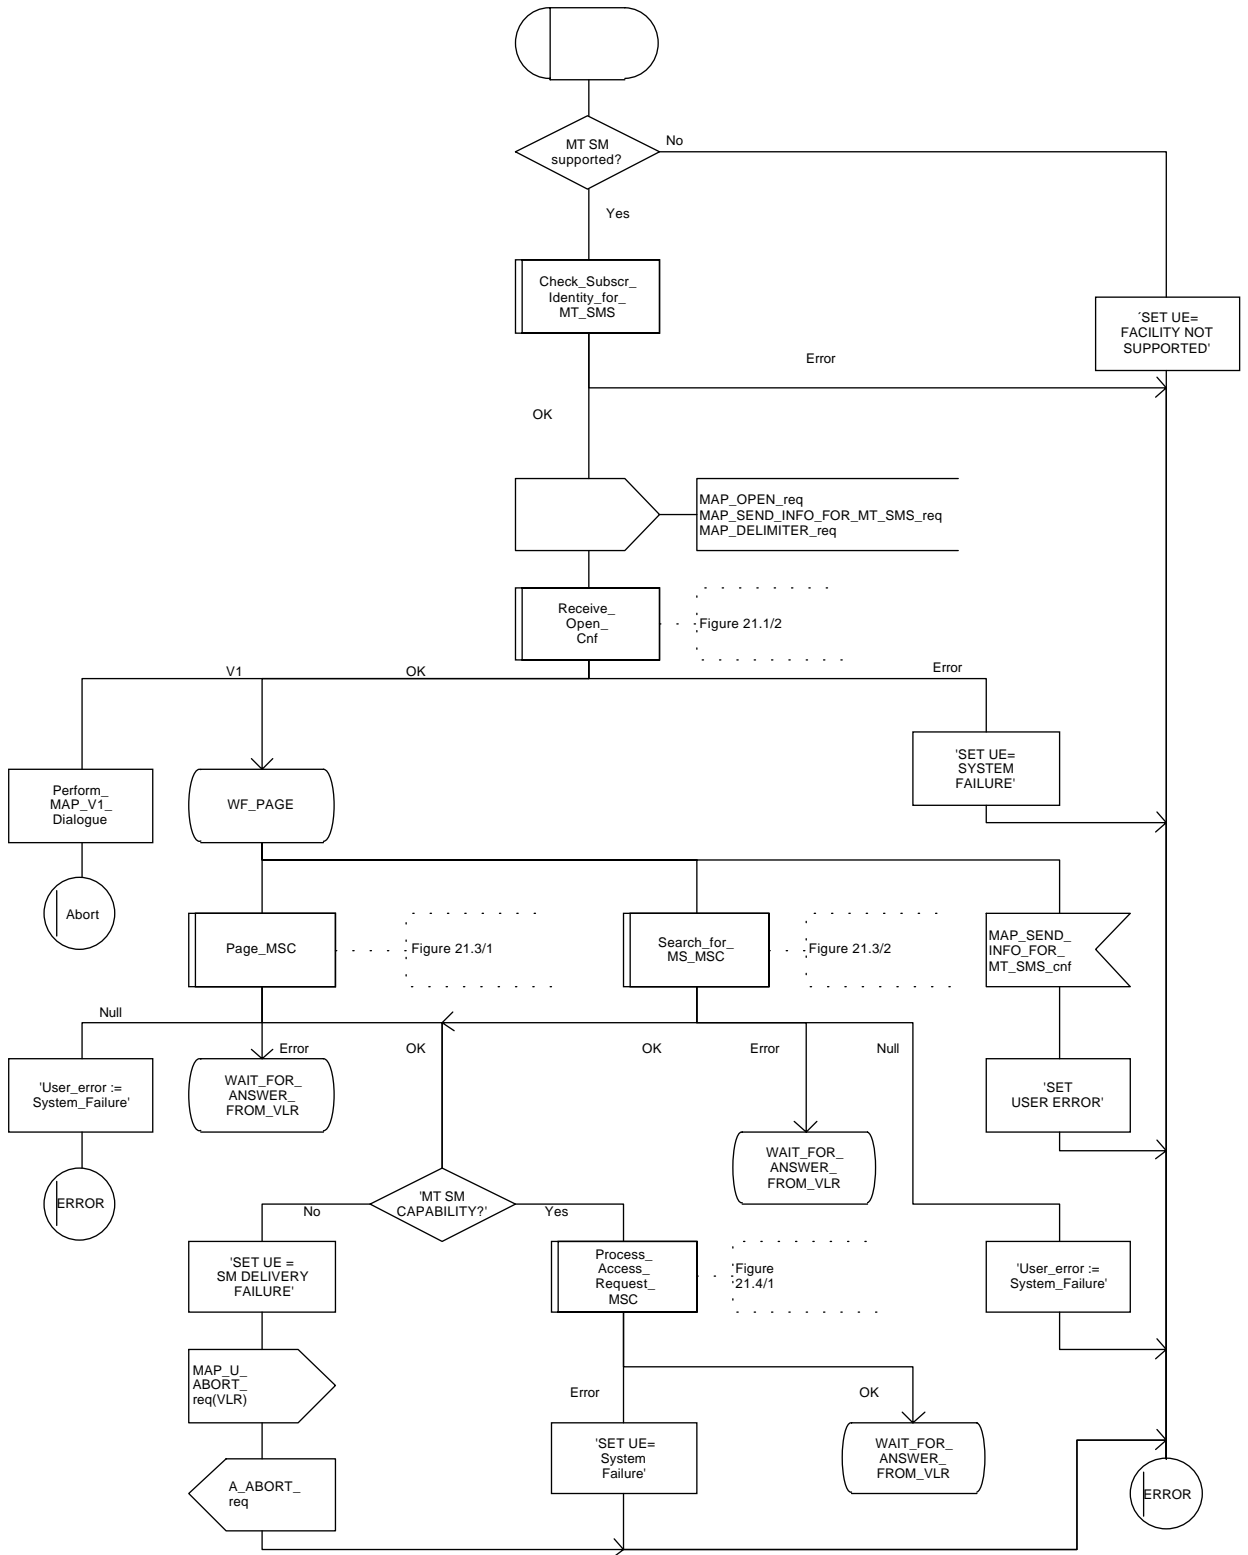 MT SM
supported?
No
Yes
Check_Subscr_
Identity_for_
MT_SMS
´SET UE=
FACILITY NOT
SUPPORTED'
Error
OK
MAP_OPEN_req
MAP_SEND_INFO_FOR_MT_SMS_req
MAP_DELIMITER_req
Receive_
Open_
Cnf
Figure 21.1/2
V1
OK
Error
Perform_
MAP_V1_
Dialogue
WF_PAGE
'SET UE=
SYSTEM
FAILURE'
Abort
Page_MSC
Figure 21.3/1
Search_for_
MS_MSC
Figure 21.3/2
MAP_SEND_
INFO_FOR_
MT_SMS_cnf
Null
Error
OK
OK
Error
Null
'User_error :=
System_Failure'
WAIT_FOR_
ANSWER_
FROM_VLR
'SET
USER ERROR'
WAIT_FOR_
ANSWER_
FROM_VLR
ERROR
'MT SM
CAPABILITY?'
No
Yes
'SET UE =
SM DELIVERY
FAILURE'
Process_
Access_
Request_
MSC
Figure
21.4/1
'User_error :=
System_Failure'
MAP_U_
ABORT_
req(VLR)
Error
OK
'SET UE=
System
Failure'
WAIT_FOR_
ANSWER_
FROM_VLR
A_ABORT_
req
ERROR